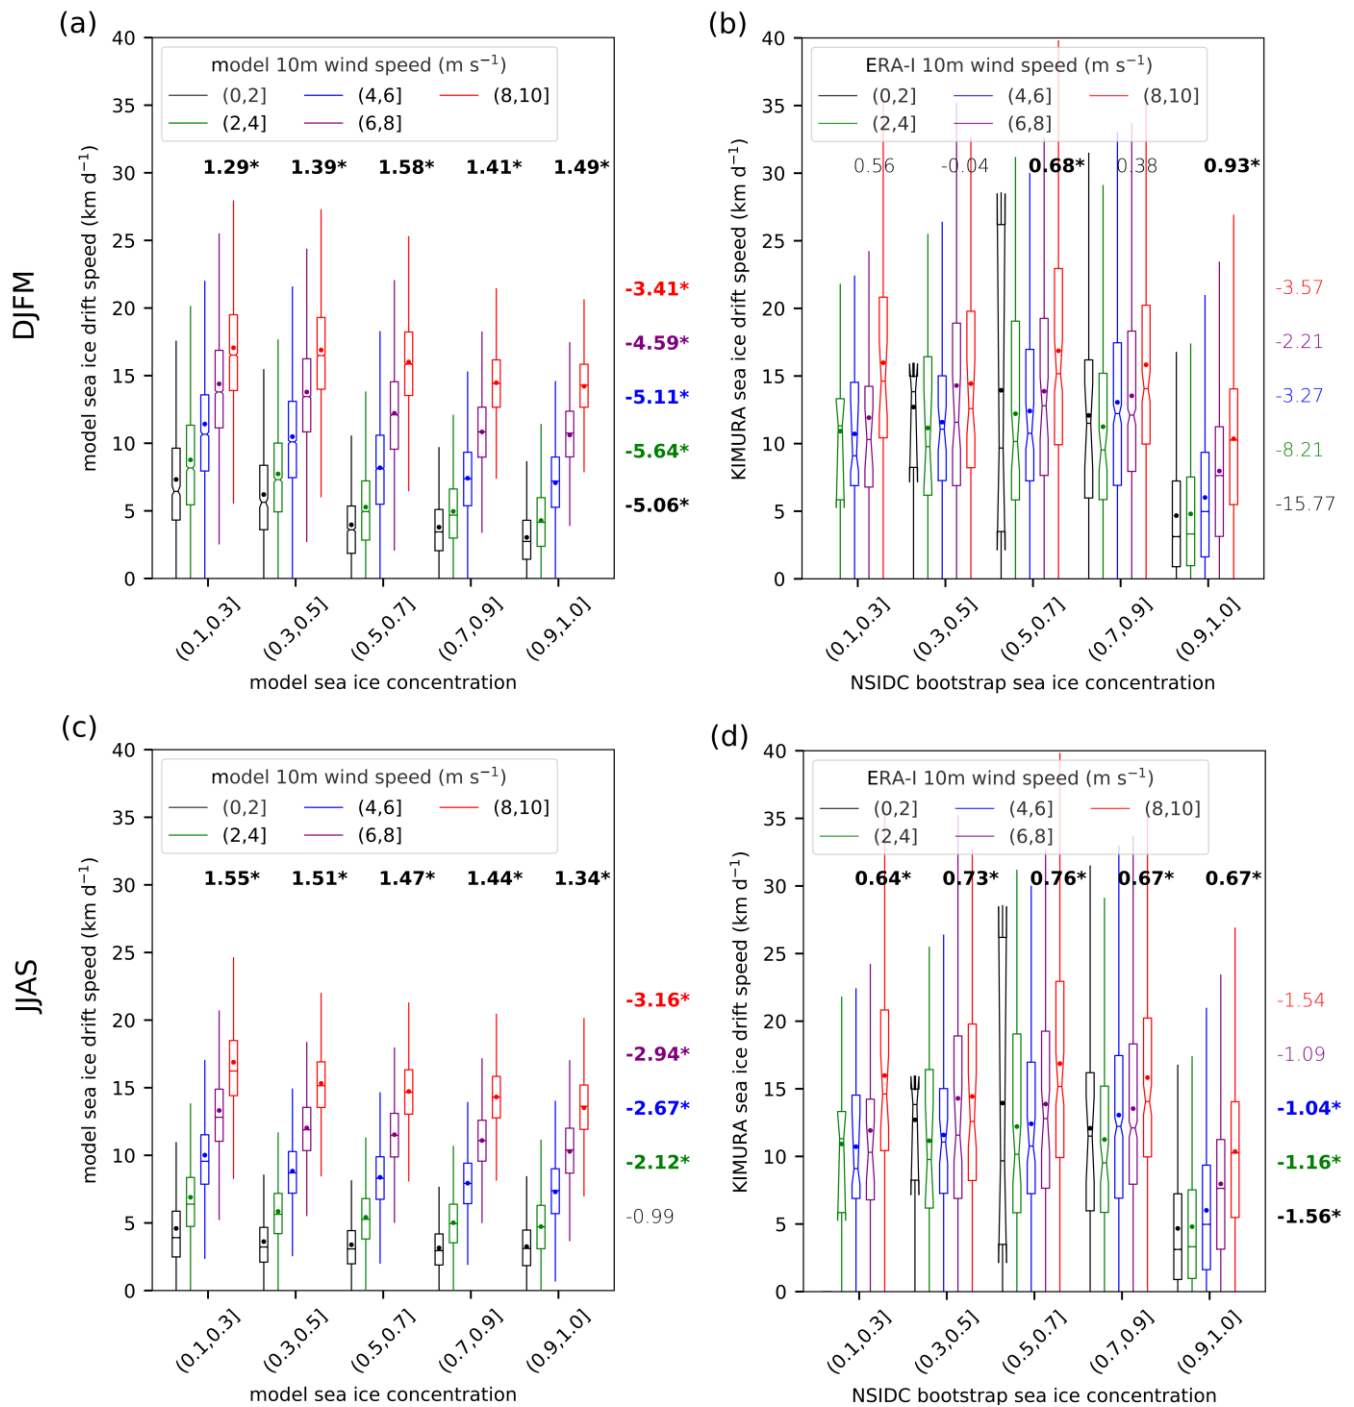 (a)
model 10m wind speed (m s⁻¹)
(0,2] (4,6] (8,10]
(2,4] (6,8]
1.29* 1.39* 1.58* 1.41* 1.49*
40
35
30
25
20
15
10
5
0
model sea ice drift speed (km d⁻¹)
DJFM
-3.41*
-4.59*
-5.11*
-5.64*
-5.06*
(0.1,0.3] (0.3,0.5] (0.5,0.7] (0.7,0.9] (0.9,1.0]
model sea ice concentration
(b)
ERA-I 10m wind speed (m s⁻¹)
(0,2] (4,6] (8,10]
(2,4] (6,8]
0.56 -0.04 0.68* 0.38 0.93*
40
35
30
25
20
15
10
5
0
KIMURA sea ice drift speed (km d⁻¹)
-3.57
-2.21
-3.27
-8.21
-15.77
(0.1,0.3] (0.3,0.5] (0.5,0.7] (0.7,0.9] (0.9,1.0]
NSIDC bootstrap sea ice concentration
(c)
model 10m wind speed (m s⁻¹)
(0,2] (4,6] (8,10]
(2,4] (6,8]
1.55* 1.51* 1.47* 1.44* 1.34*
40
35
30
25
20
15
10
5
0
model sea ice drift speed (km d⁻¹)
JJAS
-3.16*
-2.94*
-2.67*
-2.12*
-0.99
(0.1,0.3] (0.3,0.5] (0.5,0.7] (0.7,0.9] (0.9,1.0]
model sea ice concentration
(d)
ERA-I 10m wind speed (m s⁻¹)
(0,2] (4,6] (8,10]
(2,4] (6,8]
0.64* 0.73* 0.76* 0.67* 0.67*
40
35
30
25
20
15
10
5
0
KIMURA sea ice drift speed (km d⁻¹)
-1.54
-1.09
-1.04*
-1.16*
-1.56*
(0.1,0.3] (0.3,0.5] (0.5,0.7] (0.7,0.9] (0.9,1.0]
NSIDC bootstrap sea ice concentration